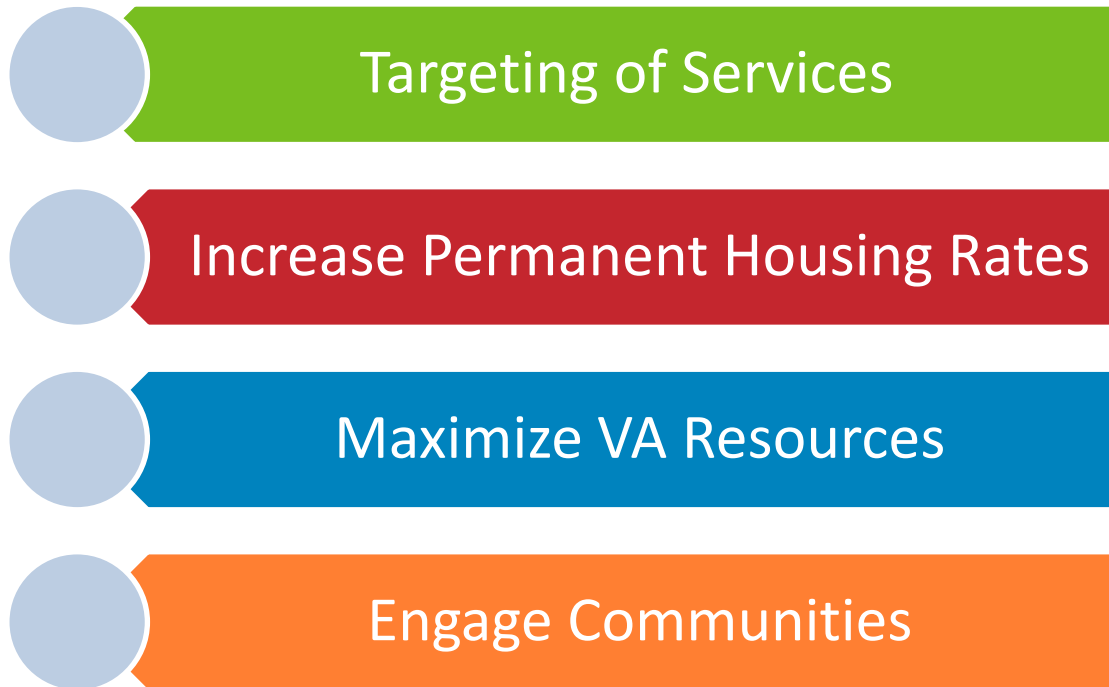 Targeting of Services
Increase Permanent Housing Rates
Maximize VA Resources
Engage Communities